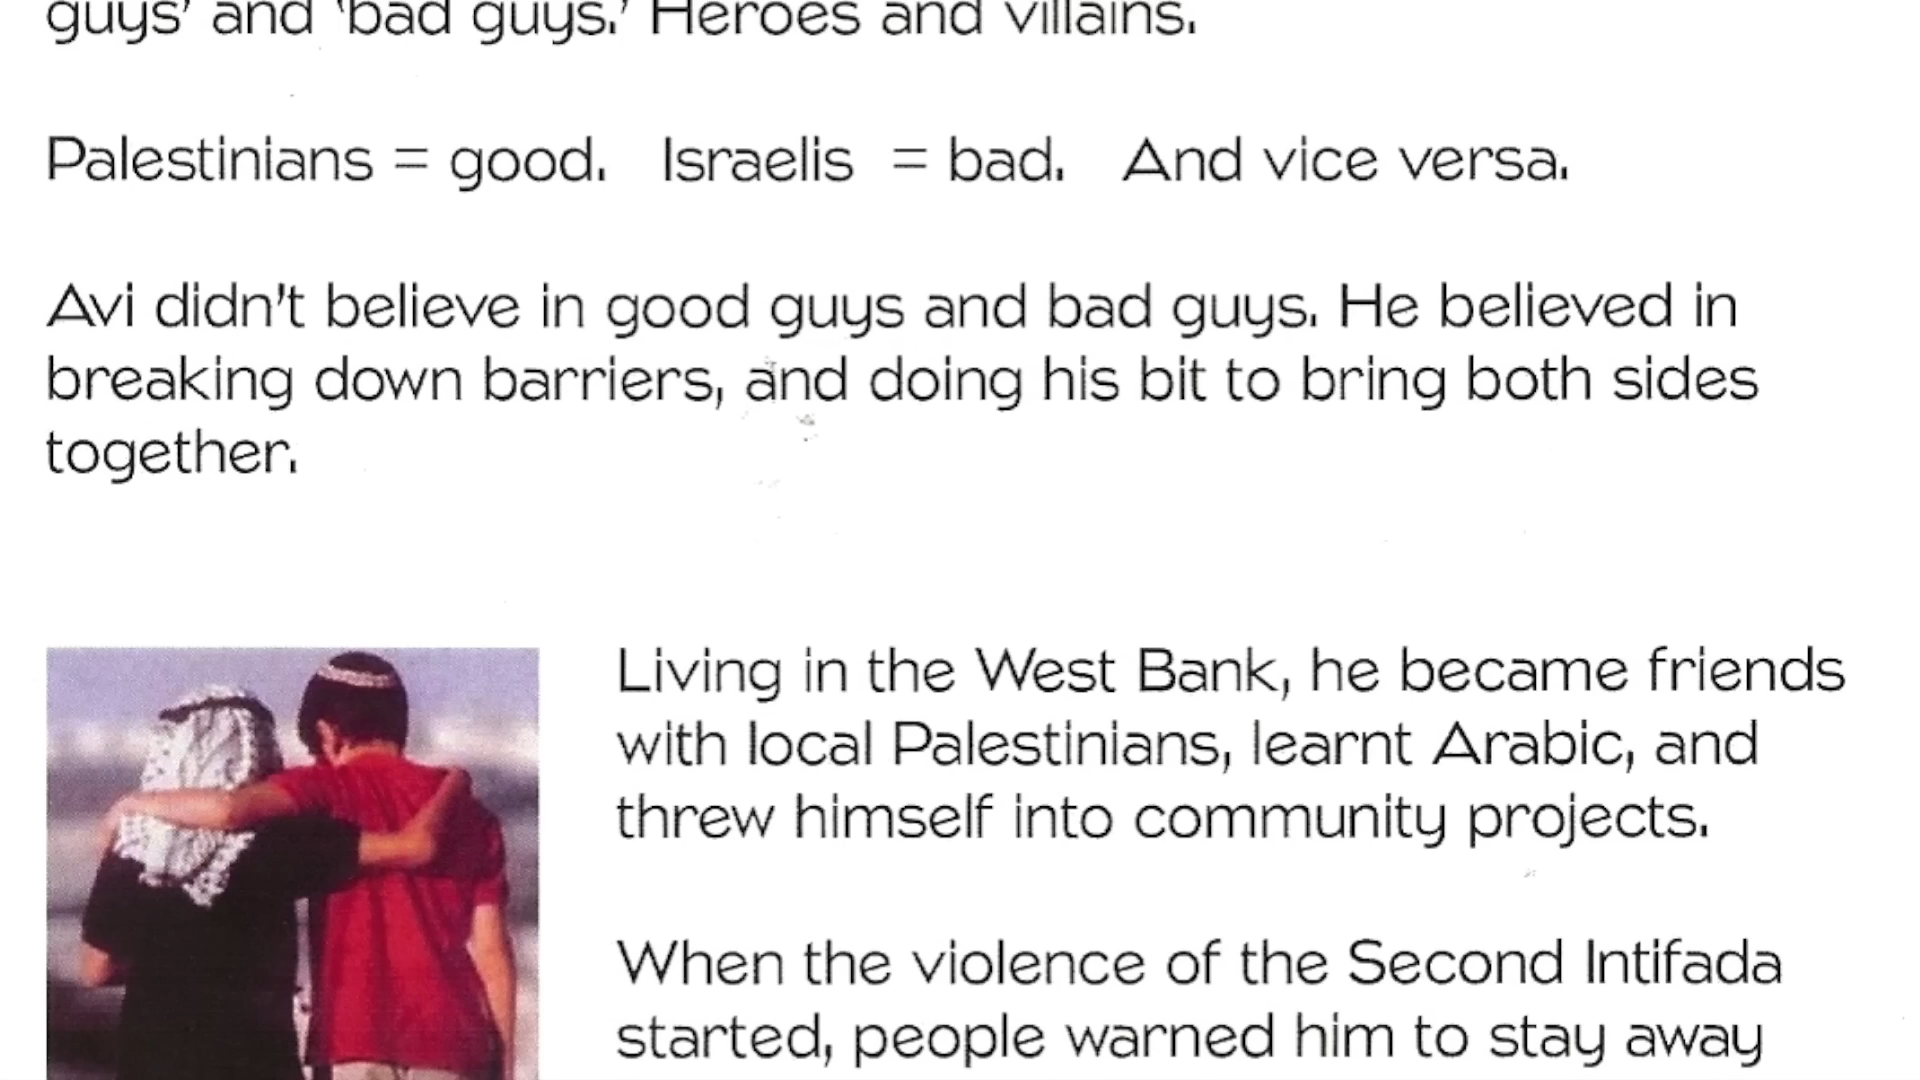 guys' and 'bad guys.' Heroes and villains.
Palestinians = good. Israelis = bad. And vice versa.
Avi didn't believe in good guys and bad guys. He believed in
breaking down barriers, and doing his bit to bring both sides
together.
Living in the West Bank, he became friends
with local Palestinians, learnt Arabic, and
threw himself into community projects.
When the violence of the Second Intifada
started, people warned him to stay away